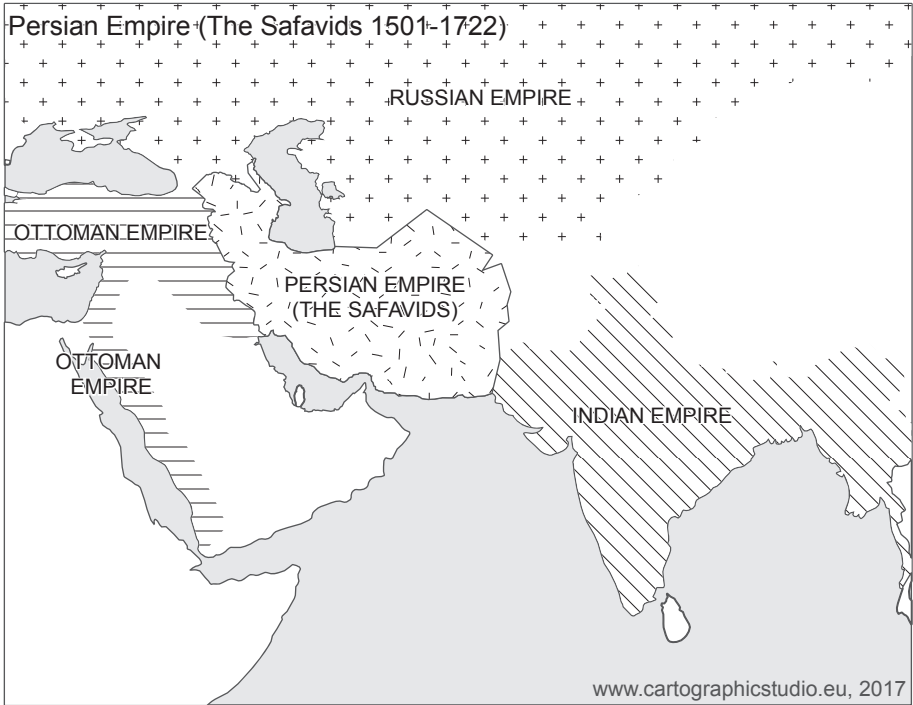 Persian Empire (The Safavids 1501-1722)
RUSSIAN EMPIRE
OTTOMAN EMPIRE
PERSIAN EMPIRE
(THE SAFAVIDS)
OTTOMAN
EMPIRE
INDIAN EMPIRE
www.cartographicstudio.eu, 2017